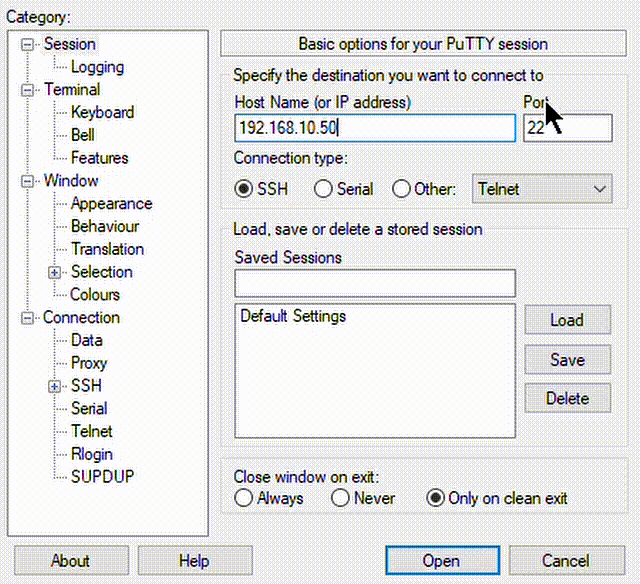 Category:
Session
Logging
Terminal
Keyboard
Bell
Features
Window
Appearance
Behaviour
Translation
Selection
Colours
Connection
Data
Proxy
SSH
Serial
Telnet
Rlogin
SUPDUP
Basic options for your PuTTY session
Specify the destination you want to connect to
Host Name (or IP address) Port
192.168.10.50 22
Connection type:
SSH Serial Other: Telnet
Load, save or delete a stored session
Saved Sessions
Default Settings
Load
Save
Delete
Close window on exit:
Always Never Only on clean exit
About Help Open Cancel